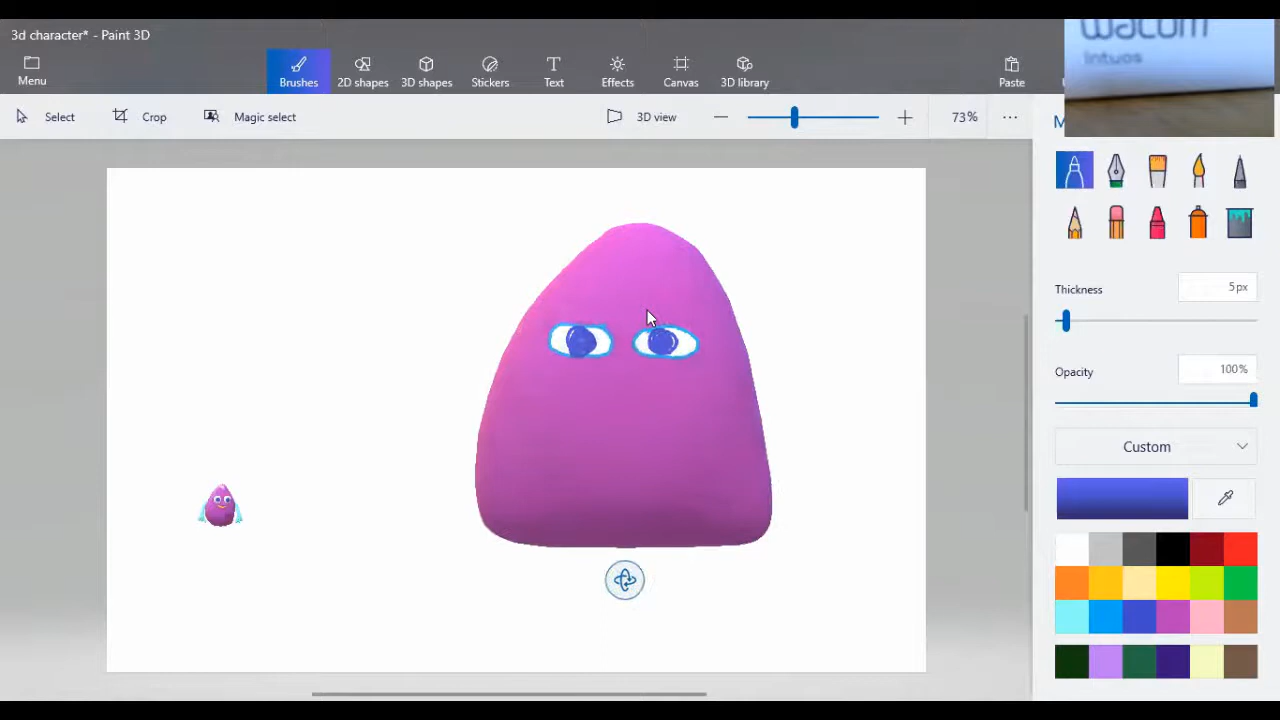 3d character* - Paint 3D
wacom
Intuos
Menu
Brushes
2D shapes
3D shapes
Stickers
Text
Effects
Canvas
3D library
Paste
Select
Crop
Magic select
3D view
73%
Thickness
5px
Opacity
100%
Custom